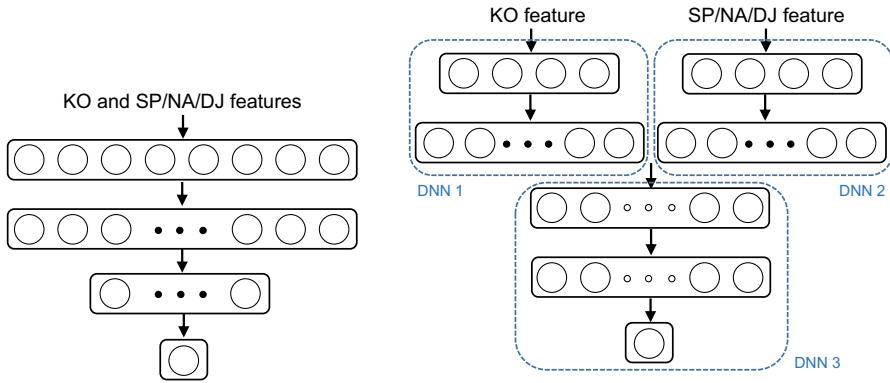 KO and SP/NA/DJ features
KO feature
SP/NA/DJ feature
DNN 1
DNN 2
DNN 3